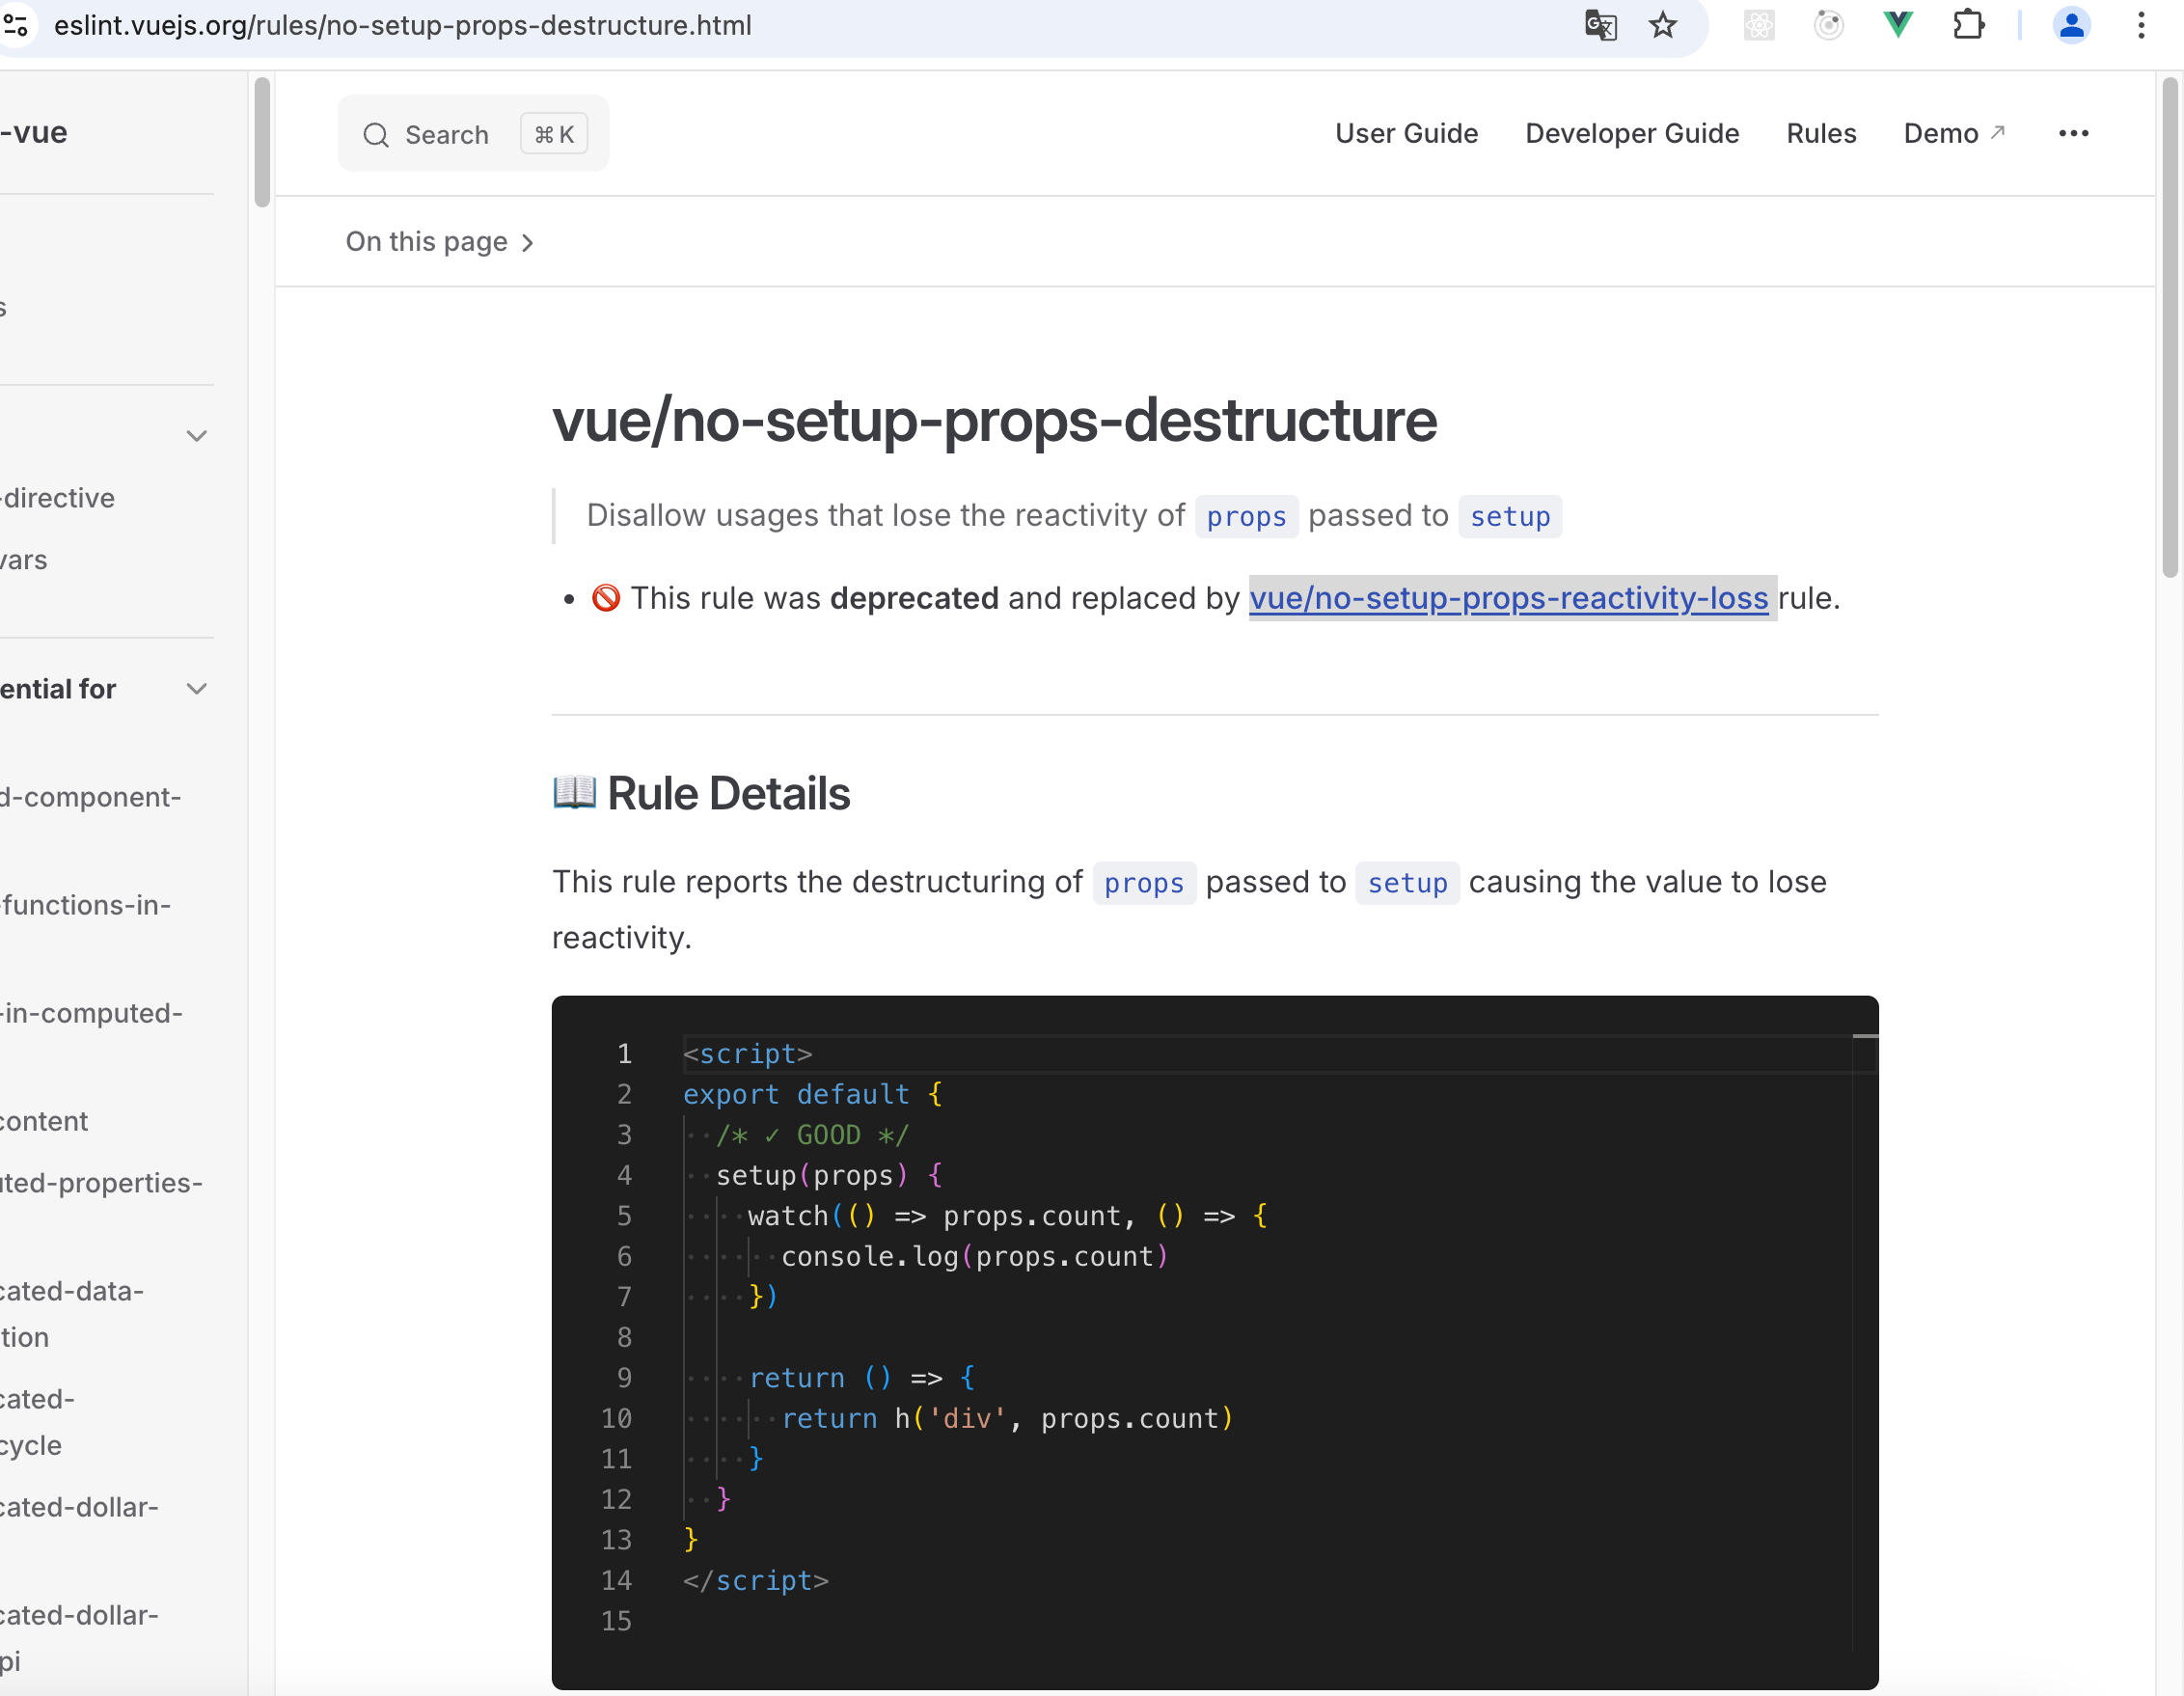 eslint.vuejs.org/rules/no-setup-props-destructure.html
-vue
Search ⌘ K
User Guide Developer Guide Rules Demo ↗
s
On this page
-directive
vars
ential for
d-component-
-functions-in-
-in-computed-
content
ted-properties-
cated-data-
tion
cated-
cycle
cated-dollar-
cated-dollar-
pi
vue/no-setup-props-destructure
Disallow usages that lose the reactivity of props passed to setup
• 🚫 This rule was deprecated and replaced by vue/no-setup-props-reactivity-loss rule.
📖 Rule Details
This rule reports the destructuring of props passed to setup causing the value to lose
reactivity.
1 <script>
2 export default {
3 /* ✓ GOOD */
4 setup(props) {
5 watch(() => props.count, () => {
6 console.log(props.count)
7 })
8
9 return () => {
10 return h('div', props.count)
11 }
12 }
13 }
14 </script>
15